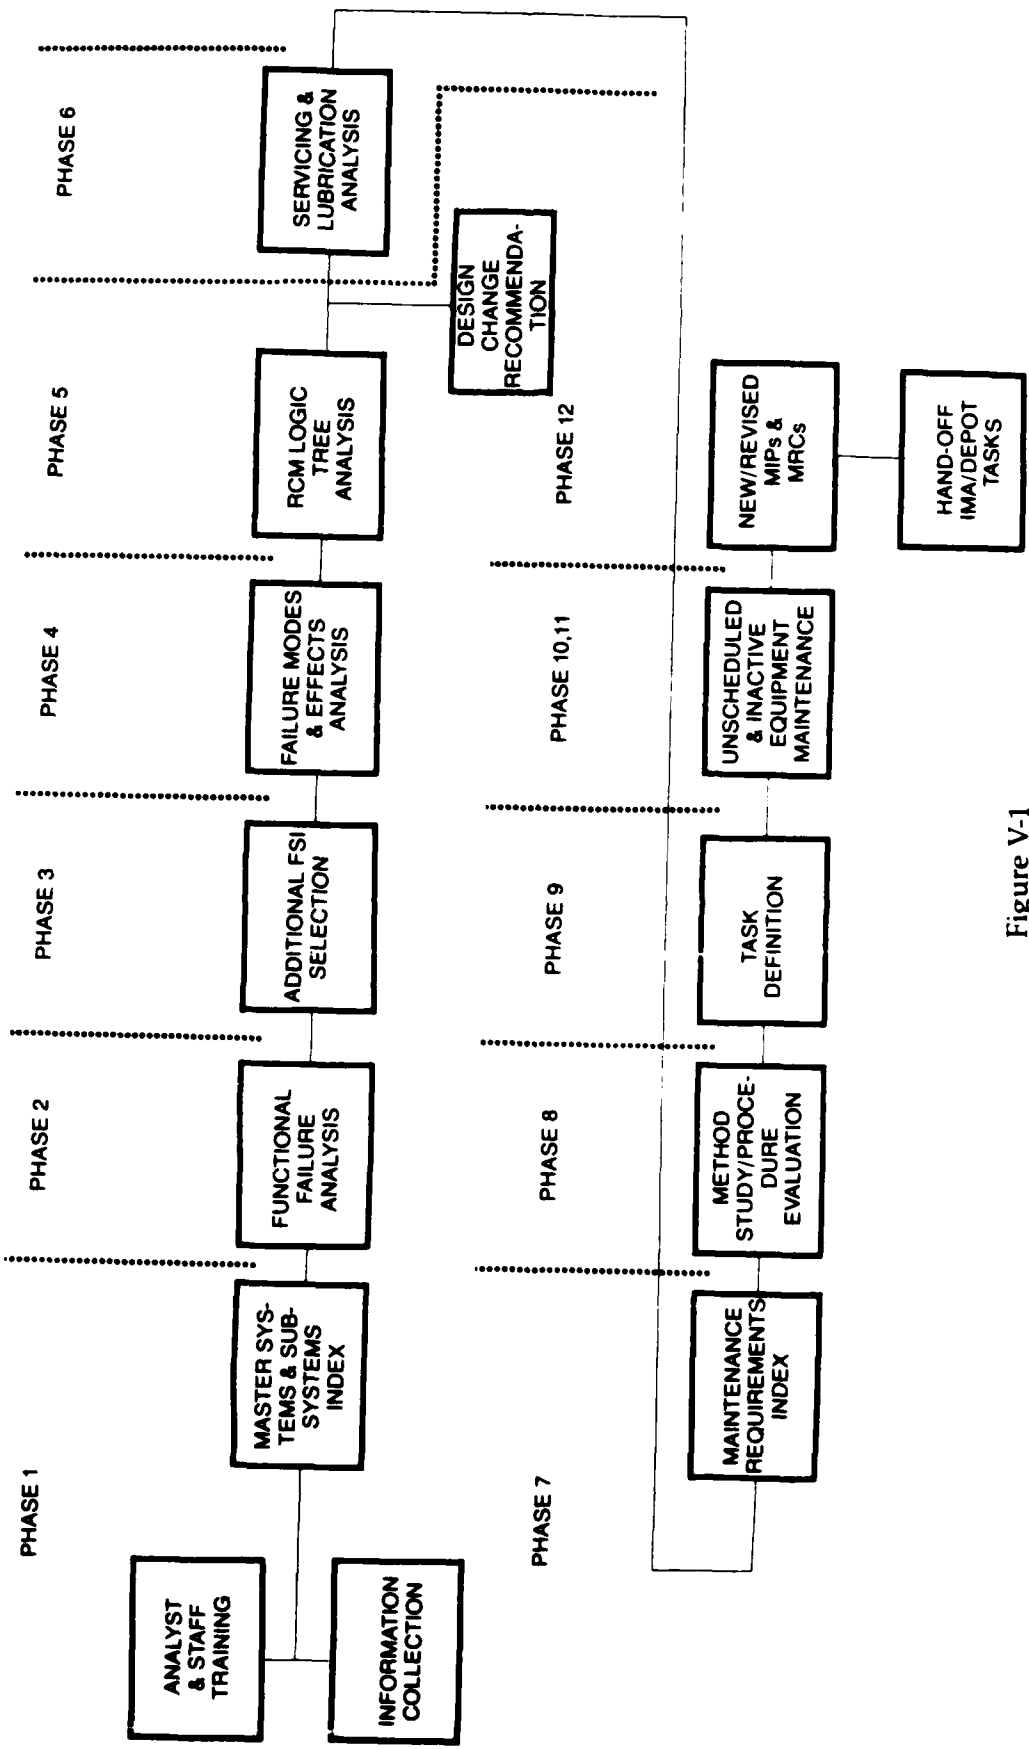 PHASE 1
ANALYST
& STAFF
TRAINING
INFORMATION
COLLECTION
MASTER SYS-
TEMS & SUB-
SYSTEMS
INDEX
PHASE 2
FUNCTIONAL
FAILURE
ANALYSIS
PHASE 3
ADDITIONAL FSI
SELECTION
PHASE 4
FAILURE MODES
& EFFECTS
ANALYSIS
PHASE 5
RCM LOGIC
TREE
ANALYSIS
DESIGN
CHANGE
RECOMMENDA-
TION
PHASE 6
SERVICING &
LUBRICATION
ANALYSIS
PHASE 7
MAINTENANCE
REQUIREMENTS
INDEX
PHASE 8
METHOD
STUDY/PROCE-
DURE
EVALUATION
PHASE 9
TASK
DEFINITION
PHASE 10,11
UNSCHEDULED
& INACTIVE
EQUIPMENT
MAINTENANCE
PHASE 12
NEW/REVISED
MIPs &
MRCs
HAND-OFF
IMA/DEPOT
TASKS
Figure V-1